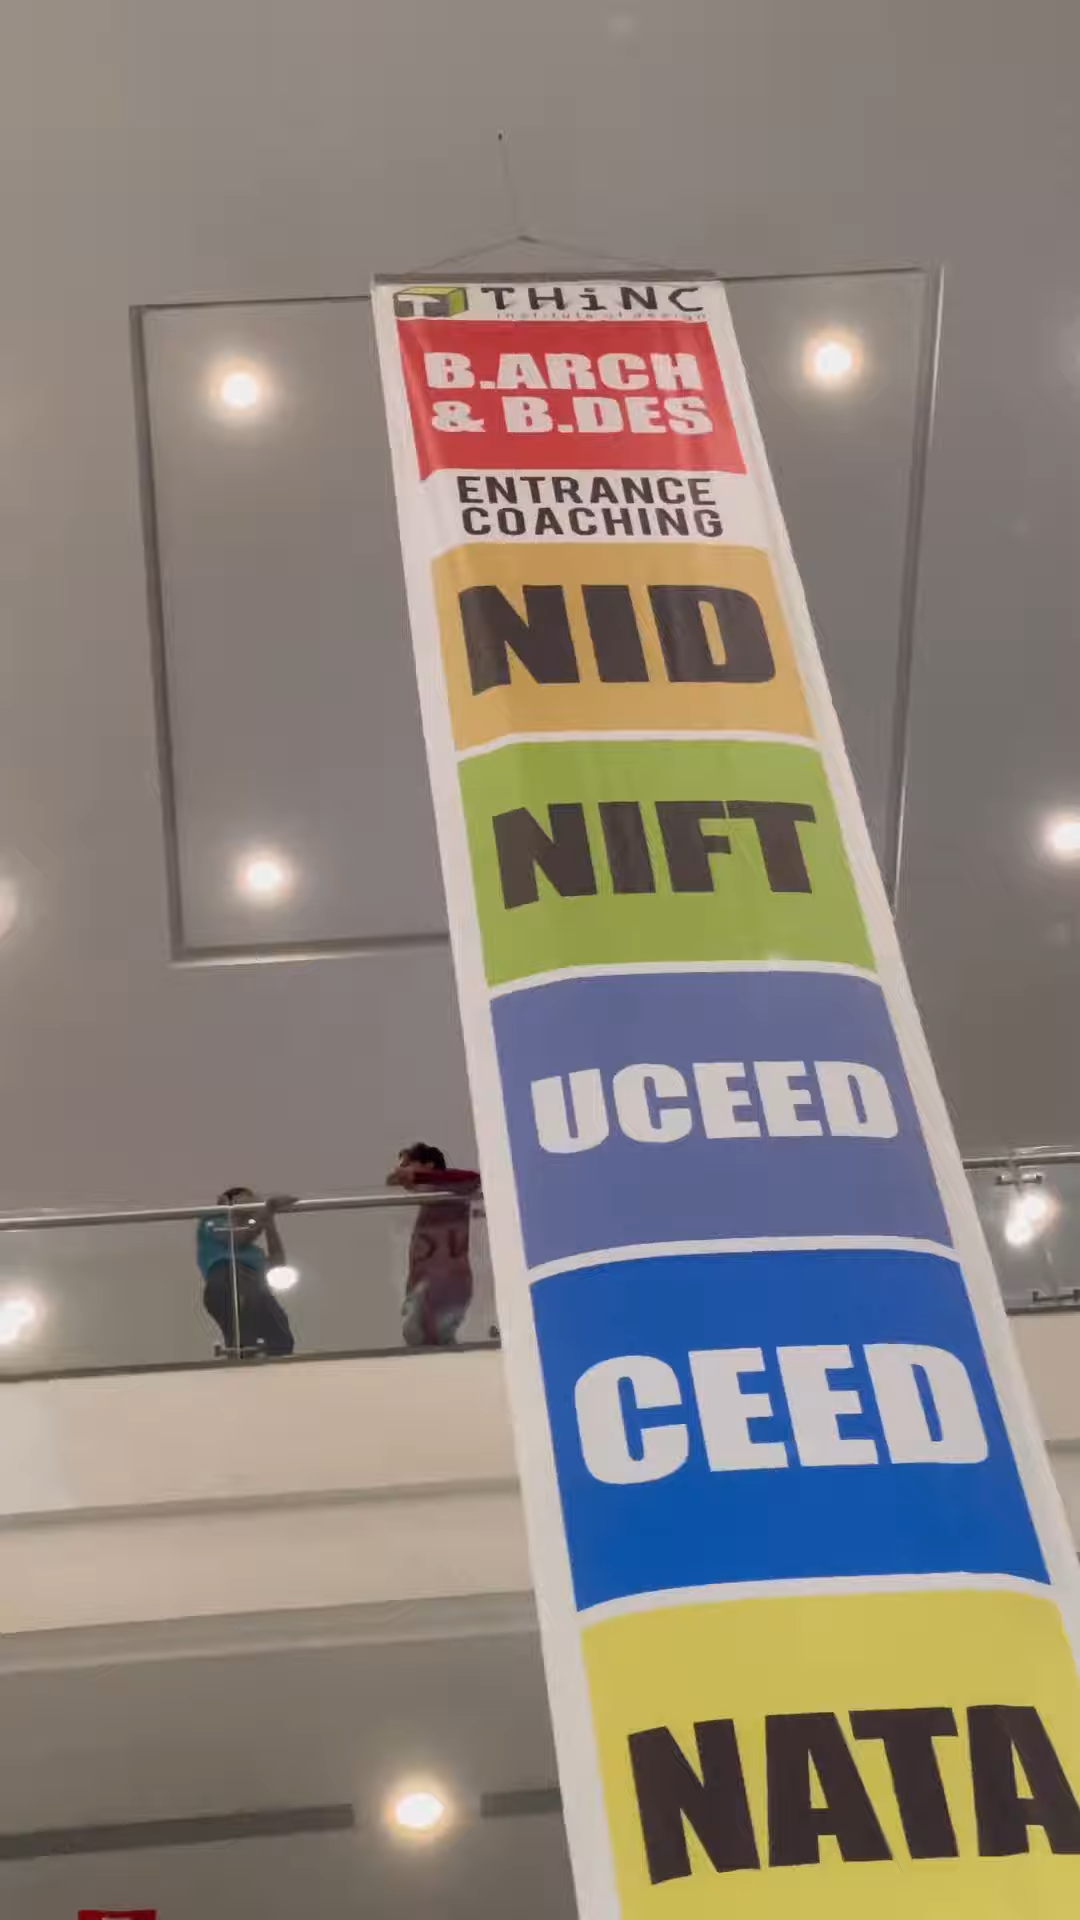 THiNC
institute of design
B.ARCH
& B.DES
ENTRANCE
COACHING
NID
NIFT
UCEED
CEED
NATA